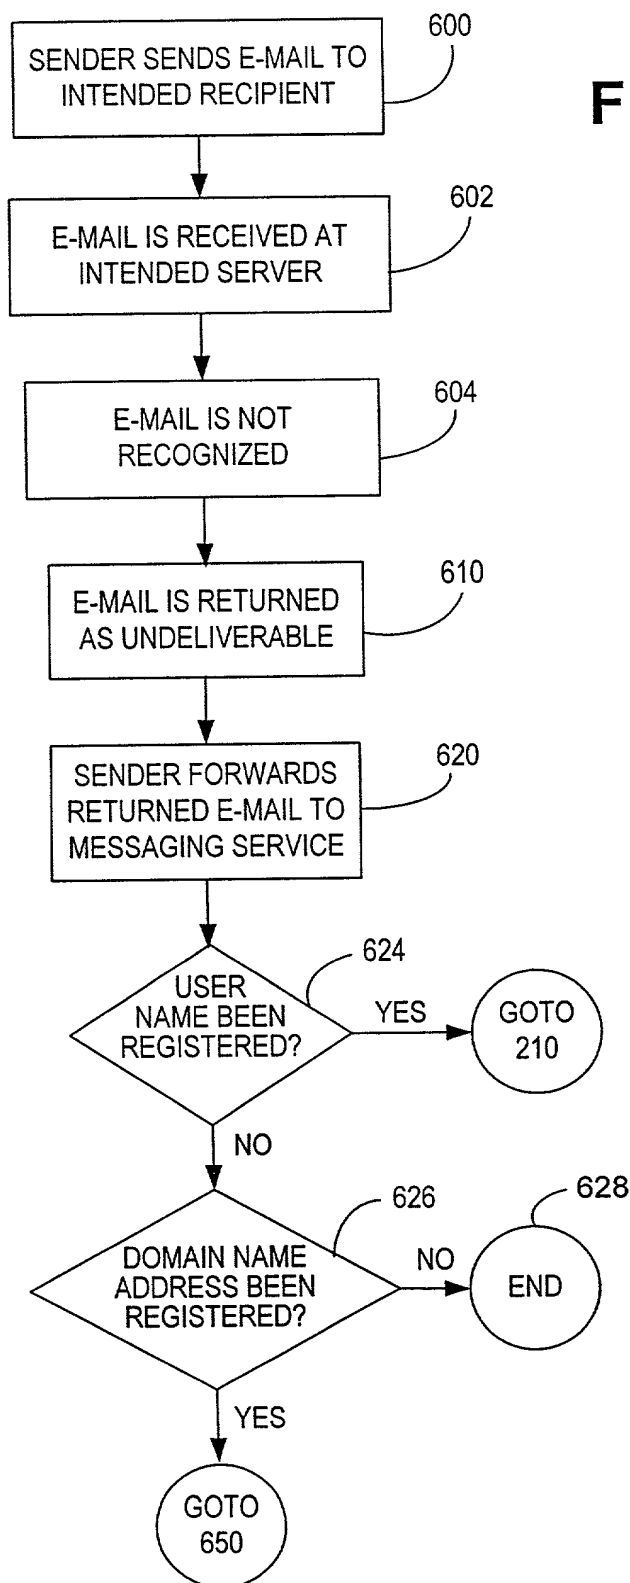 600
SENDER SENDS E-MAIL TO
INTENDED RECIPIENT
F
602
E-MAIL IS RECEIVED AT
INTENDED SERVER
604
E-MAIL IS NOT
RECOGNIZED
610
E-MAIL IS RETURNED
AS UNDELIVERABLE
620
SENDER FORWARDS
RETURNED E-MAIL TO
MESSAGING SERVICE
624
USER
NAME BEEN
REGISTERED?
YES
GOTO
210
NO
626
628
DOMAIN NAME
ADDRESS BEEN
REGISTERED?
NO
END
YES
GOTO
650